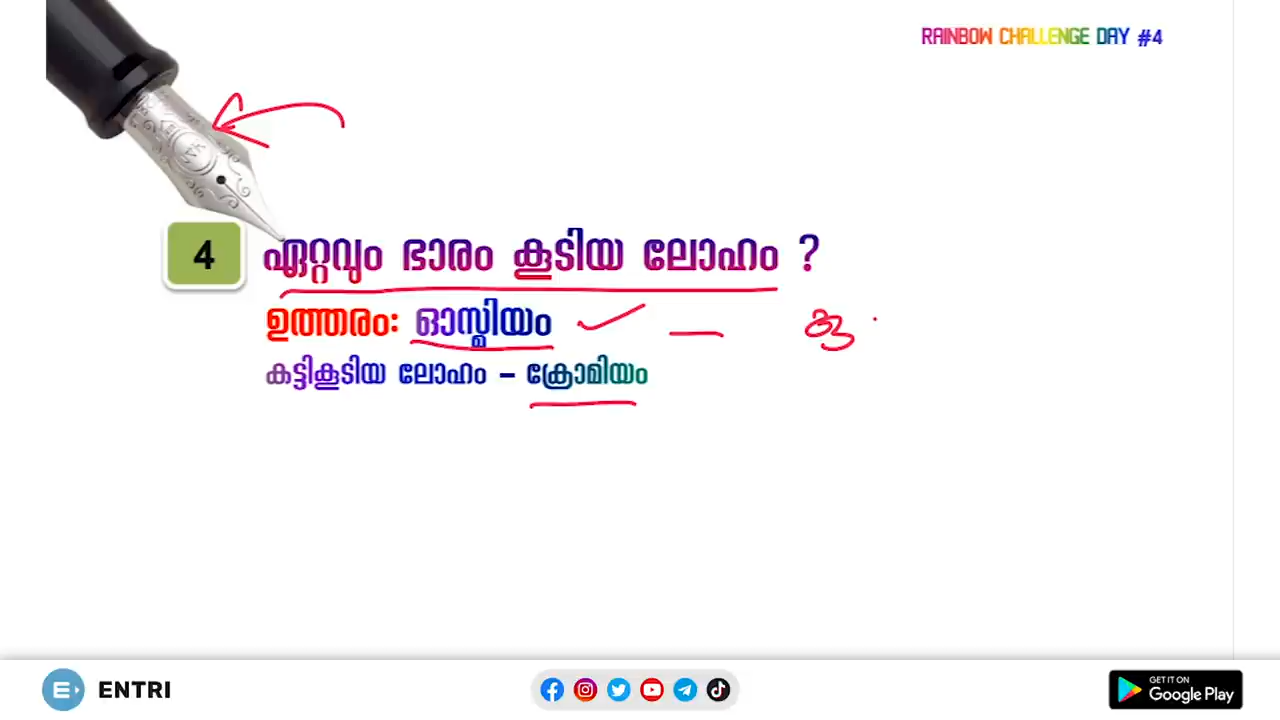 RAINBOW CHALLENGE DAY #4
4 ഏറ്റവും ഭാരം കൂടിയ ലോഹം ?
ഉത്തരം: ഓസ്മിയം
കട്ടികൂടിയ ലോഹം – ക്രോമിയം
ENTRI
GET IT ON
Google Play